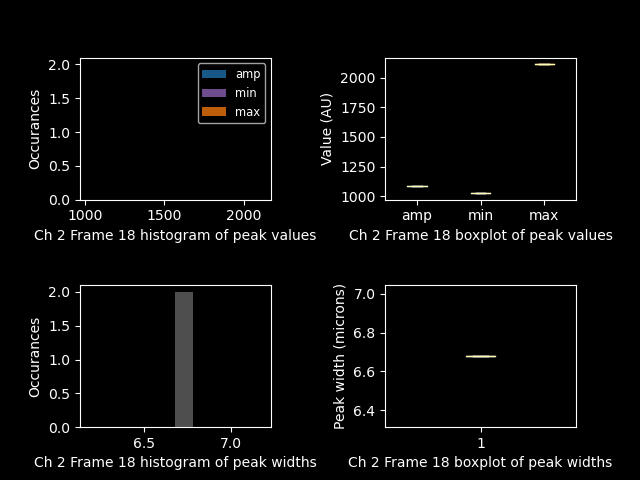 2.0
1.5
1.0
0.5
0.0
Occurances
amp
min
max
1000
1500
2000
Ch 2 Frame 18 histogram of peak values
2000
1750
1500
1250
1000
Value (AU)
amp
min
max
Ch 2 Frame 18 boxplot of peak values
2.0
1.5
1.0
0.5
0.0
Occurances
6.5
7.0
Ch 2 Frame 18 histogram of peak widths
7.0
6.8
6.6
6.4
Peak width (microns)
1
Ch 2 Frame 18 boxplot of peak widths